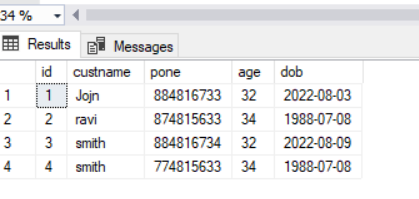 34 %
Results Messages
id custname pone age dob
1 1 Jojn 884816733 32 2022-08-03
2 2 ravi 874815633 34 1988-07-08
3 3 smith 884816734 32 2022-08-09
4 4 smith 774815633 34 1988-07-08